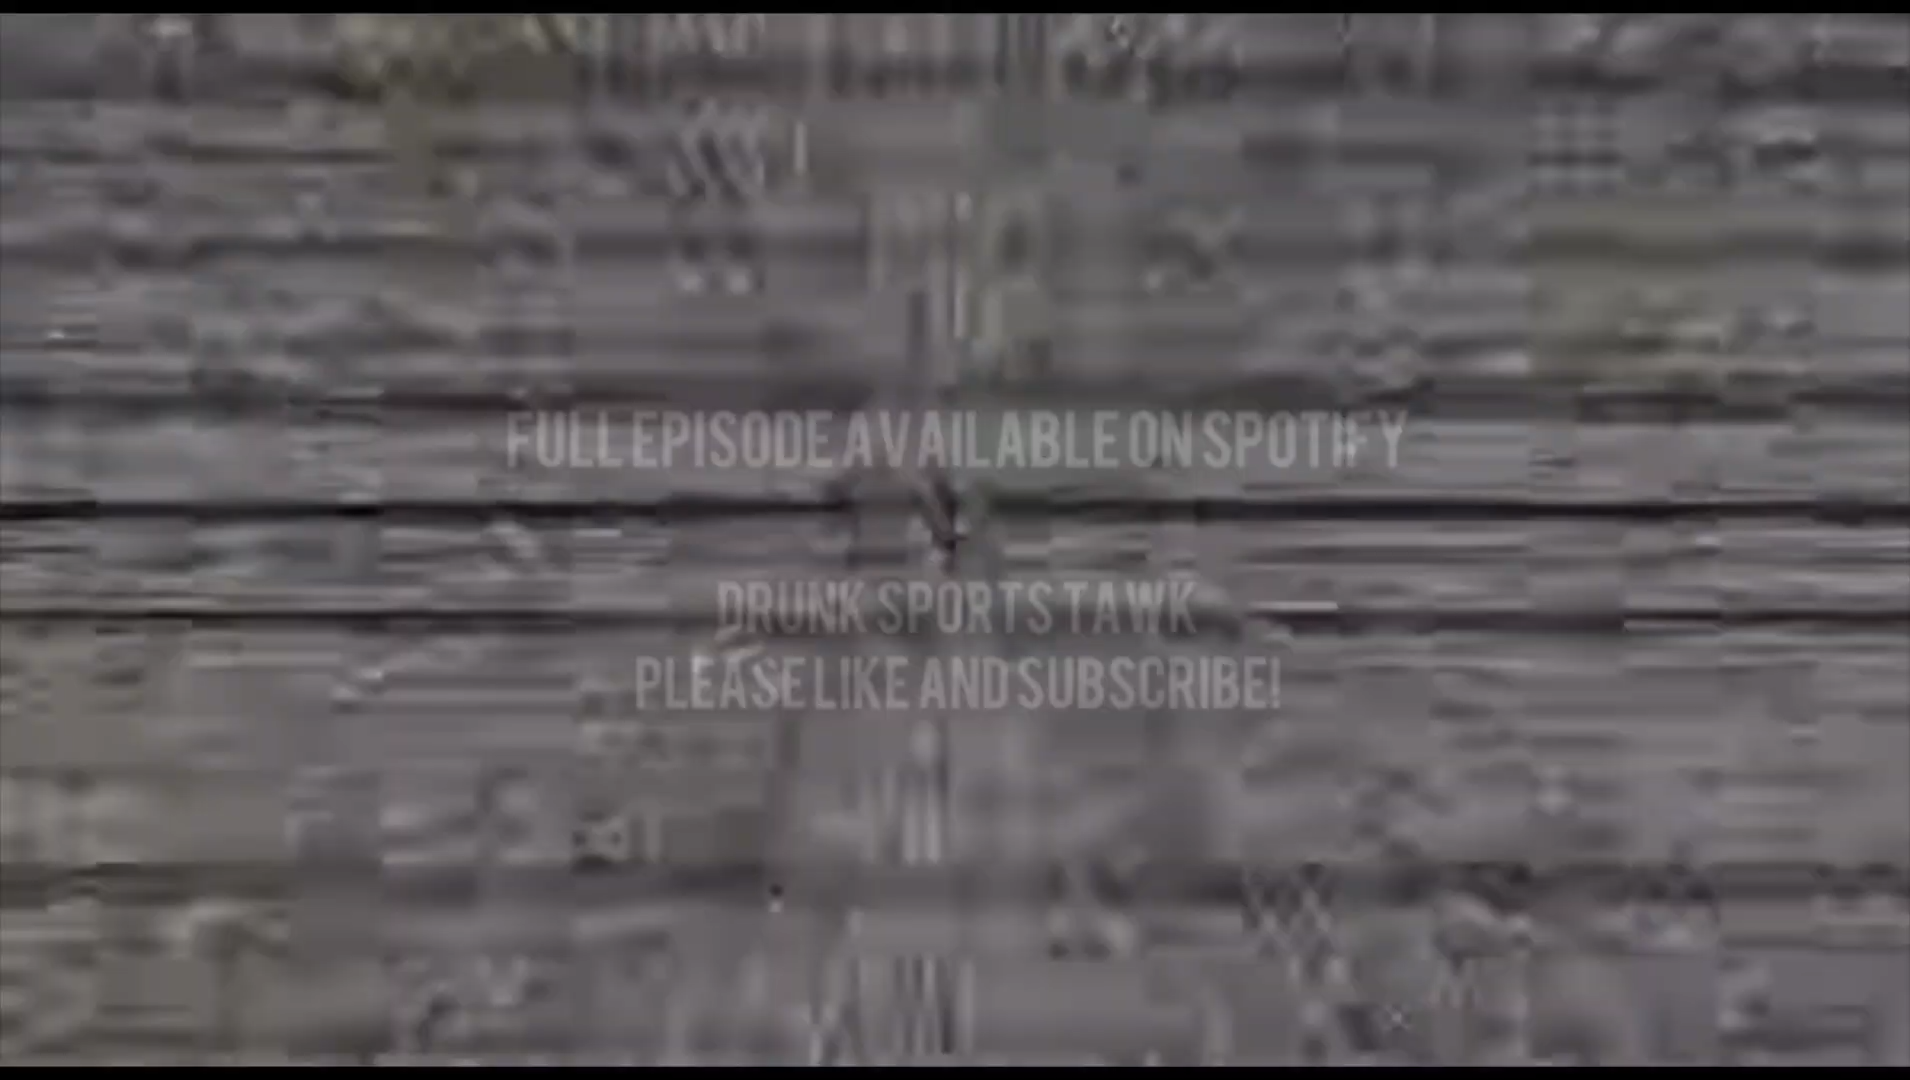 FULL EPISODE AVAILABLE ON SPOTIFY
DRUNK SPORTS TAWK
PLEASE LIKE AND SUBSCRIBE!